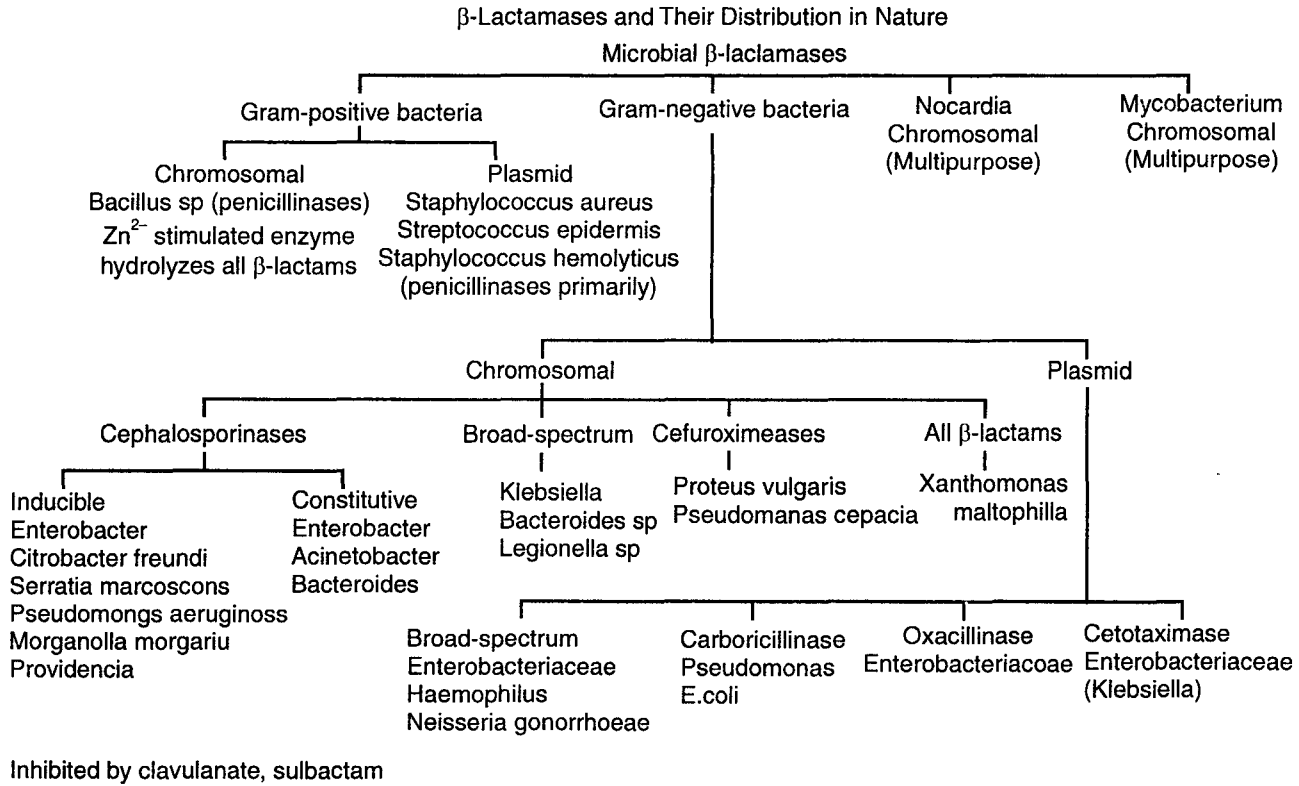 β-Lactamases and Their Distribution in Nature
Microbial β-laclamases
Gram-positive bacteria
Chromosomal
Bacillus sp (penicillinases)
Zn²⁻ stimulated enzyme
hydrolyzes all β-lactams
Plasmid
Staphylococcus aureus
Streptococcus epidermis
Staphylococcus hemolyticus
(penicillinases primarily)
Gram-negative bacteria
Nocardia
Chromosomal
(Multipurpose)
Mycobacterium
Chromosomal
(Multipurpose)
Chromosomal
Plasmid
Cephalosporinases
Inducible
Enterobacter
Citrobacter freundi
Serratia marcoscons
Pseudomongs aeruginoss
Morganolla morgariu
Providencia
Constitutive
Enterobacter
Acinetobacter
Bacteroides
Broad-spectrum
Klebsiella
Bacteroides sp
Legionella sp
Cefuroximeases
Proteus vulgaris
Pseudomanas cepacia
All β-lactams
Xanthomonas
maltophilla
Broad-spectrum
Enterobacteriaceae
Haemophilus
Neisseria gonorrhoeae
Carboricillinase
Pseudomonas
E.coli
Oxacillinase
Enterobacteriacoae
Cetotaximase
Enterobacteriaceae
(Klebsiella)
Inhibited by clavulanate, sulbactam